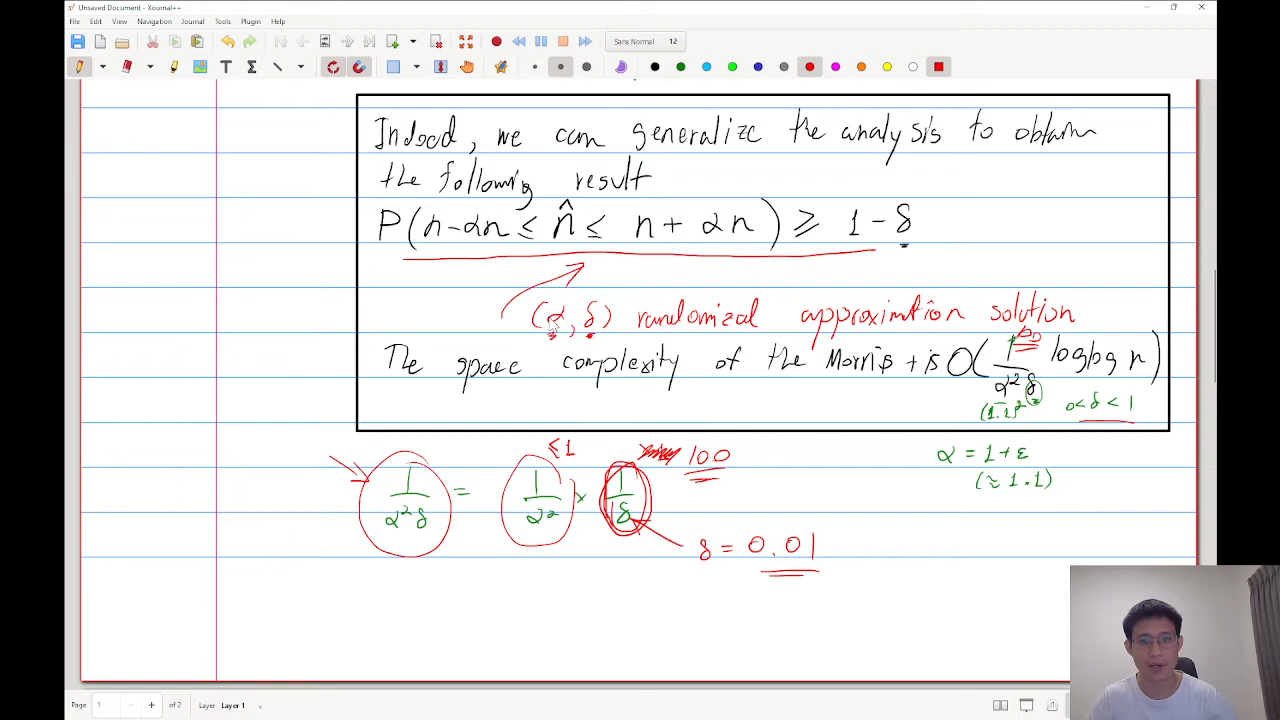 Unsaved Document - Xournal++
File Edit View Navigation Journal Tools Plugin Help
Sans Normal 12
Indeed, we can generalize the analysis to obtain
the following result
P(n-αn ≤ n̂ ≤ n+αn) ≥ 1-δ
(α, δ) randomized approximation solution
The space complexity of the Morris + is O(1/α²δ loglog n)
(1.1)² 0<δ<1
≤1 100 α = 1+ε
1/α²δ = 1/α² × 1/δ (≈1.1)
δ = 0.01
Page 1 of 2 Layer Layer 1